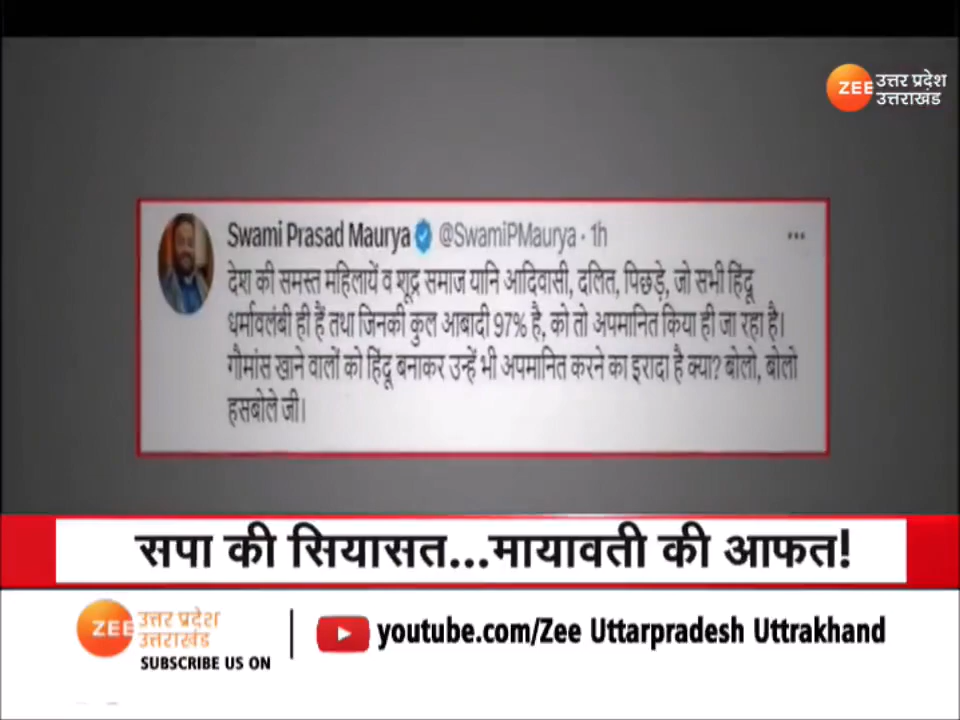 ZEE उत्तर प्रदेश
उत्तराखंड
Swami Prasad Maurya @SwamiPMaurya · 1h
देश की समस्त महिलायें व शूद्र समाज यानि आदिवासी, दलित, पिछड़े, जो सभी हिंदू
धर्मावलंबी ही हैं तथा जिनकी कुल आबादी 97% है, को तो अपमानित किया ही जा रहा है।
गौमांस खाने वालों को हिंदू बनाकर उन्हें भी अपमानित करने का इरादा है क्या? बोलो, बोलो
हसबोले जी।
सपा की सियासत...मायावती की आफत!
ZEE उत्तर प्रदेश
उत्तराखंड
SUBSCRIBE US ON
youtube.com/Zee Uttarpradesh Uttrakhand